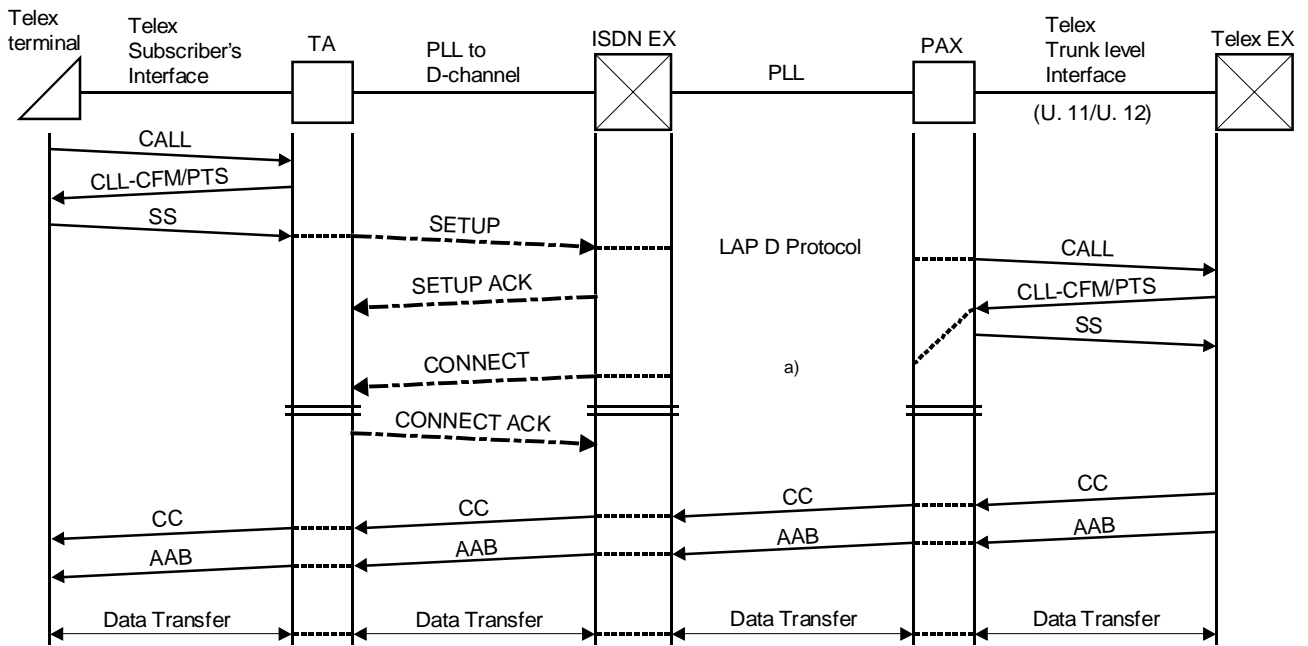 Telex
terminal
Telex
Subscriber's
Interface
TA
PLL to
D-channel
ISDN EX
PLL
PAX
Telex
Trunk level
Interface
(U. 11/U. 12)
Telex EX
CALL
CLL-CFM/PTS
SS
SETUP
LAP D Protocol
CALL
SETUP ACK
CLL-CFM/PTS
SS
CONNECT
a)
CONNECT ACK
CC
CC
CC
CC
AAB
AAB
AAB
AAB
Data Transfer
Data Transfer
Data Transfer
Data Transfer